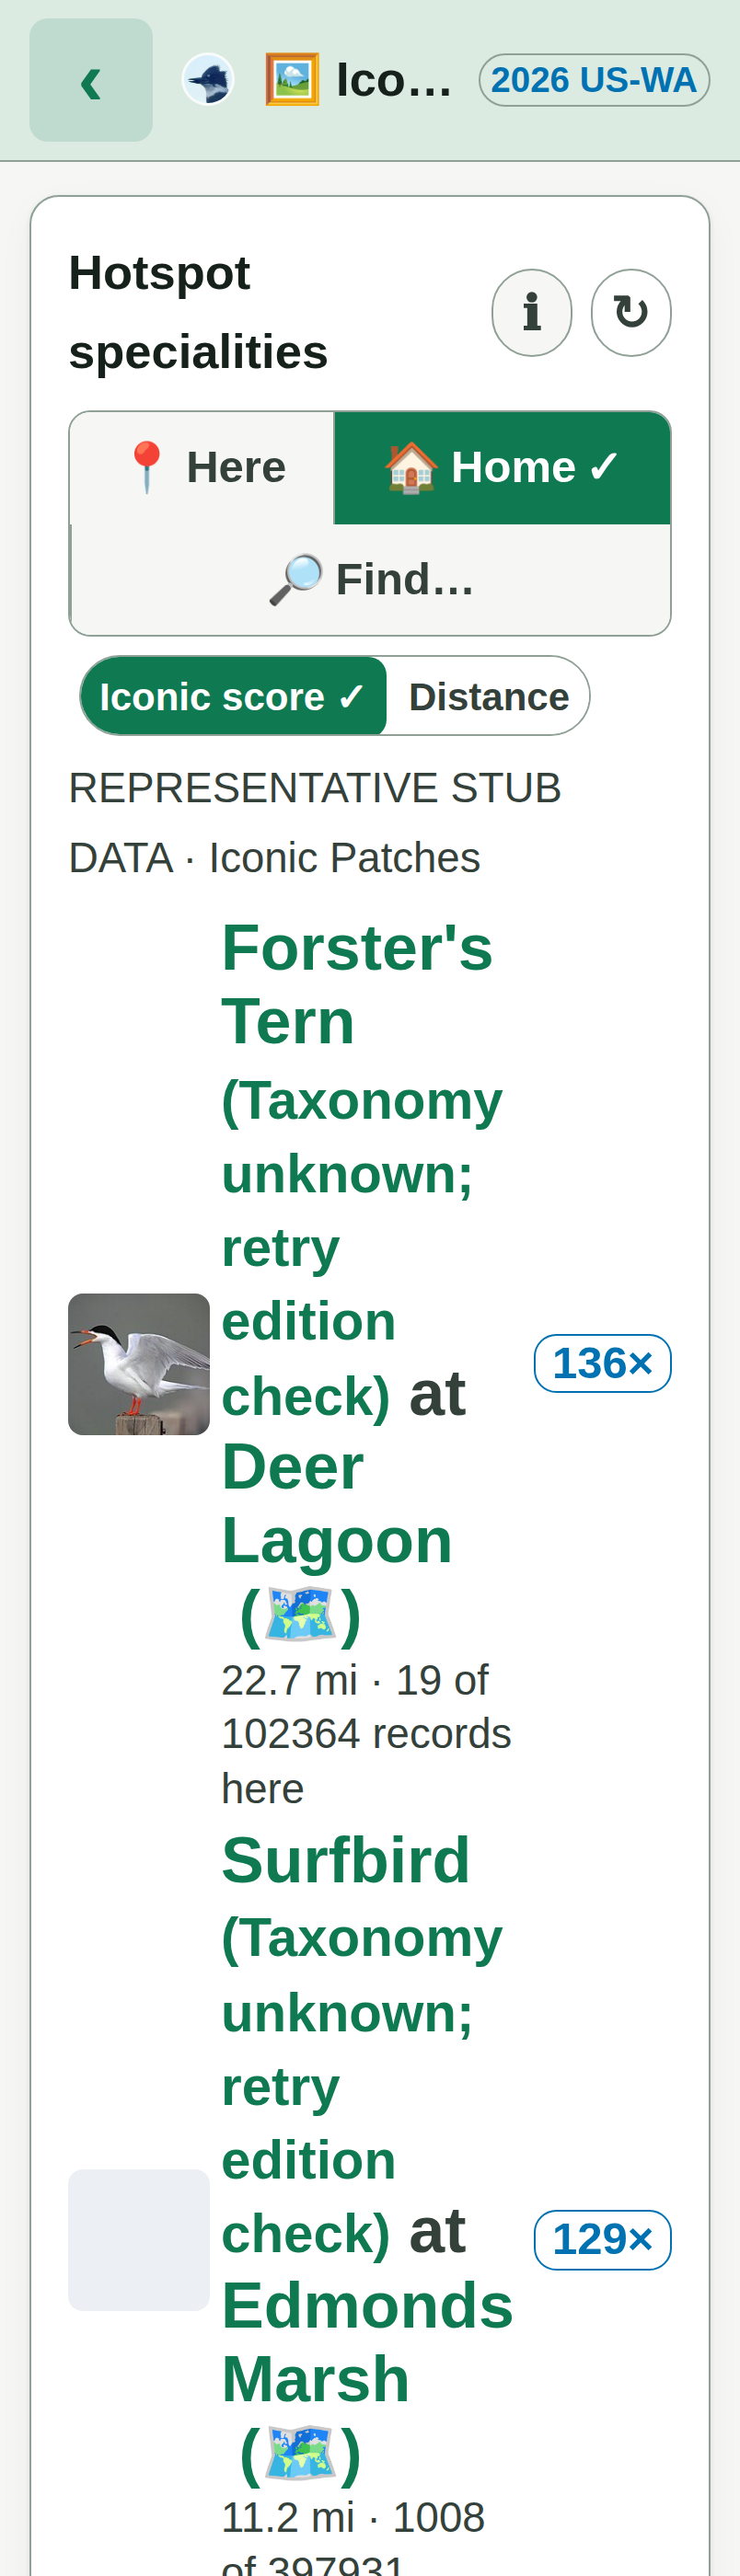 ‹ 🖼️ Ico… 2026 US-WA
Hotspot
specialities
ℹ ↻
📍 Here 🏠 Home ✓
🔎 Find…
Iconic score ✓ Distance
REPRESENTATIVE STUB
DATA · Iconic Patches
Forster's
Tern
(Taxonomy
unknown;
retry
edition
check) at
136×
Deer
Lagoon
(🗺️)
22.7 mi · 19 of
102364 records
here
Surfbird
(Taxonomy
unknown;
retry
edition
check) at
129×
Edmonds
Marsh
(🗺️)
11.2 mi · 1008
of 397931